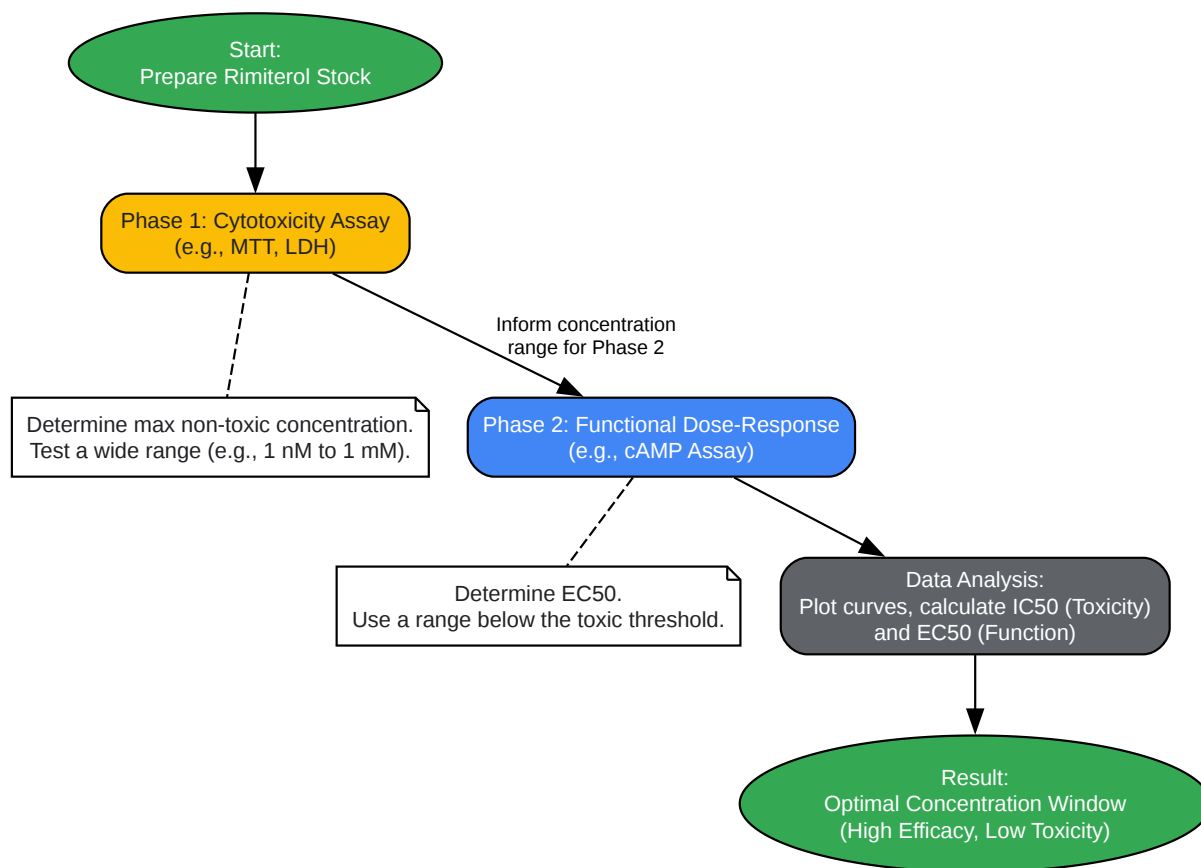 Start:
Prepare Rimiterol Stock
Phase 1: Cytotoxicity Assay
(e.g., MTT, LDH)
Inform concentration
range for Phase 2
Determine max non-toxic concentration.
Test a wide range (e.g., 1 nM to 1 mM).
Phase 2: Functional Dose-Response
(e.g., cAMP Assay)
Determine EC50.
Use a range below the toxic threshold.
Data Analysis:
Plot curves, calculate IC50 (Toxicity)
and EC50 (Function)
Result:
Optimal Concentration Window
(High Efficacy, Low Toxicity)